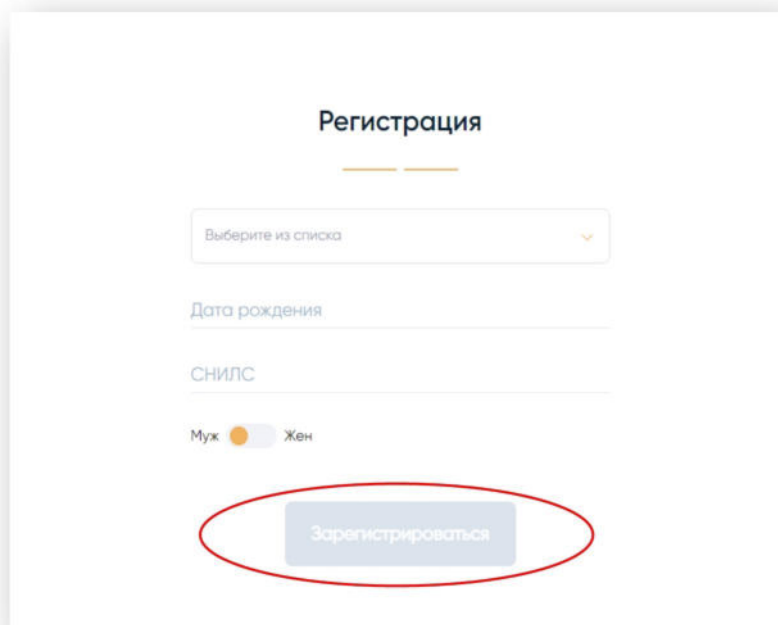 Регистрация
Выберите из списка
Дата рождения
СНИЛС
Муж Жен
Зарегистрироваться